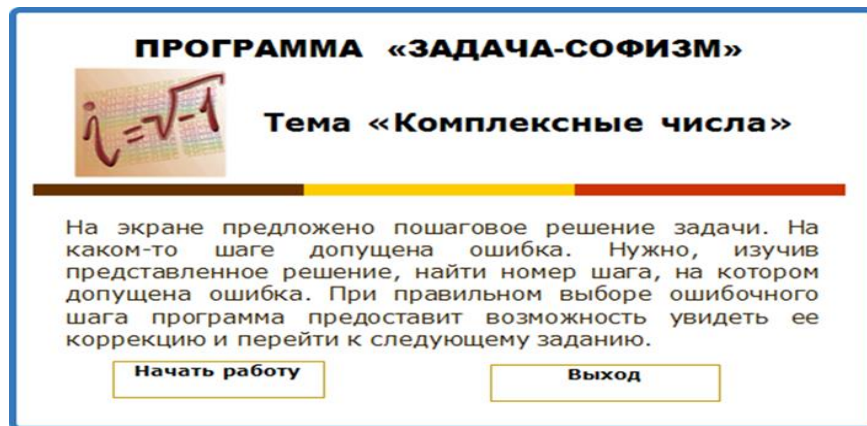 ПРОГРАММА «ЗАДАЧА-СОФИЗМ»
i=√-1
Тема «Комплексные числа»
На экране предложено пошаговое решение задачи. На
каком-то шаге допущена ошибка. Нужно, изучив
представленное решение, найти номер шага, на котором
допущена ошибка. При правильном выборе ошибочного
шага программа предоставит возможность увидеть ее
коррекцию и перейти к следующему заданию.
Начать работу
Выход